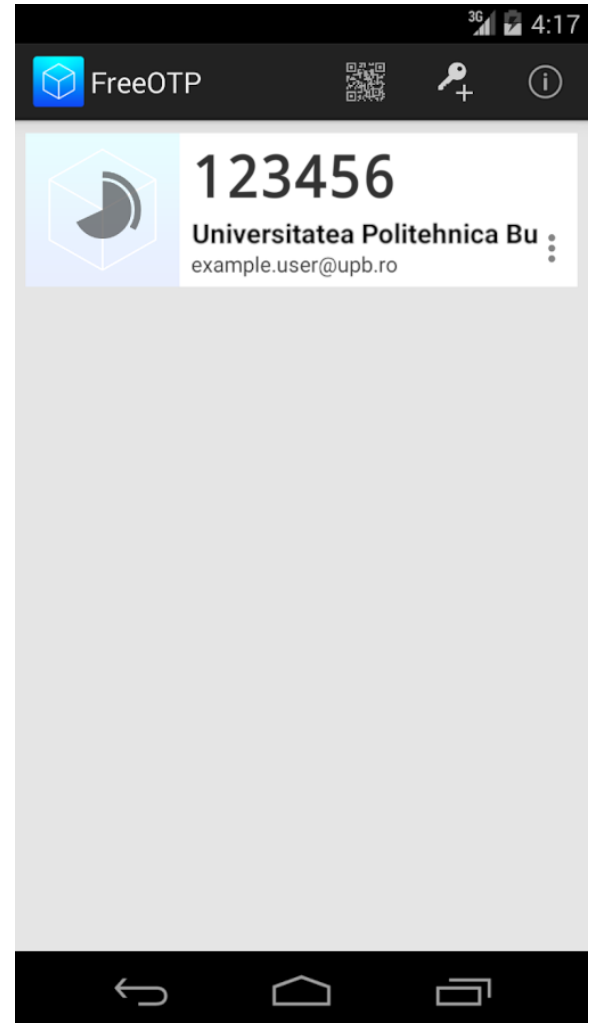 3G 4:17
FreeOTP
123456
Universitatea Politehnica Bu
example.user@upb.ro